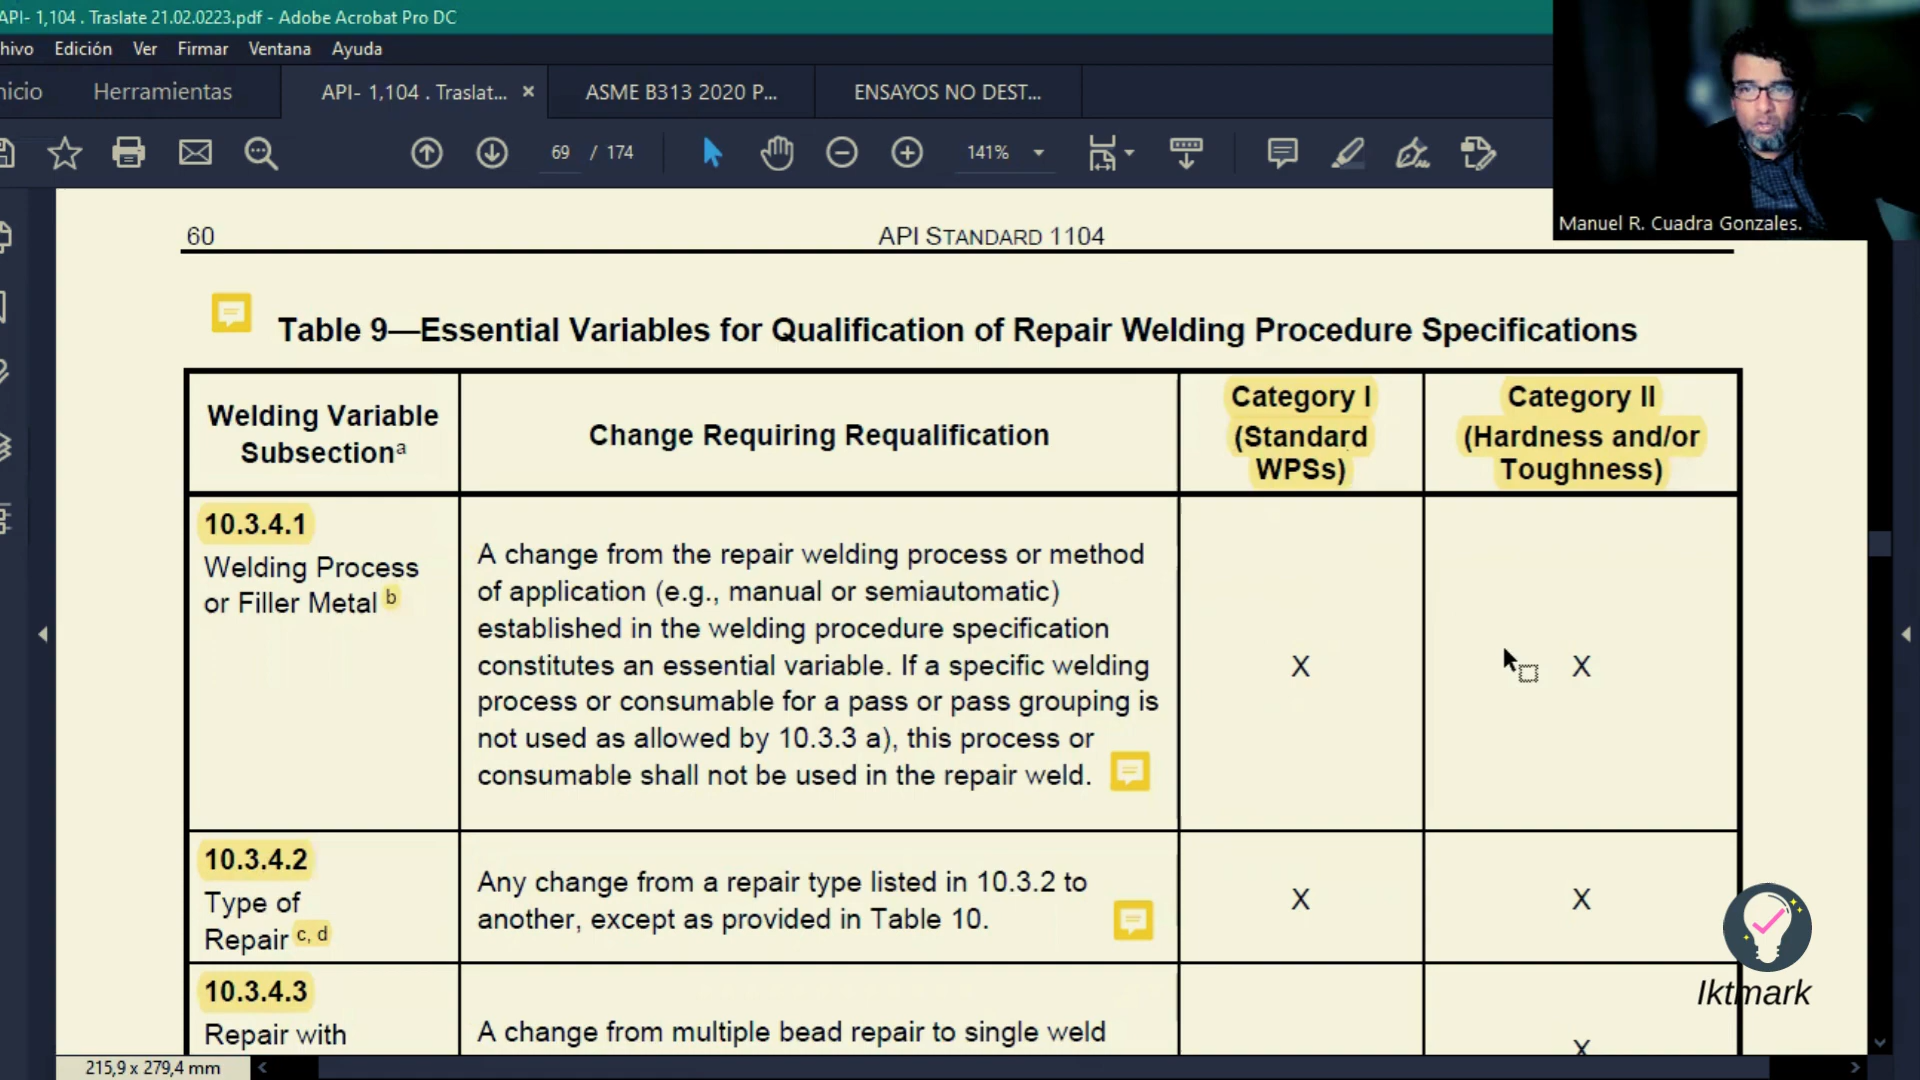 API- 1,104 . Traslate 21.02.0223.pdf - Adobe Acrobat Pro DC
hivo Edición Ver Firmar Ventana Ayuda
nicio Herramientas API- 1,104 . Traslat... × ASME B313 2020 P... ENSAYOS NO DEST...
69 / 174 141%
Manuel R. Cuadra Gonzales.
60 API STANDARD 1104
Table 9—Essential Variables for Qualification of Repair Welding Procedure Specifications
Welding Variable
Subsection a
Change Requiring Requalification
Category I
(Standard
WPSs)
Category II
(Hardness and/or
Toughness)
10.3.4.1
Welding Process
or Filler Metal b
A change from the repair welding process or method
of application (e.g., manual or semiautomatic)
established in the welding procedure specification
constitutes an essential variable. If a specific welding
process or consumable for a pass or pass grouping is
not used as allowed by 10.3.3 a), this process or
consumable shall not be used in the repair weld.
X X
10.3.4.2
Type of
Repair c, d
Any change from a repair type listed in 10.3.2 to
another, except as provided in Table 10.
X X
10.3.4.3
Repair with
A change from multiple bead repair to single weld
X
Iktmark
215,9 x 279,4 mm